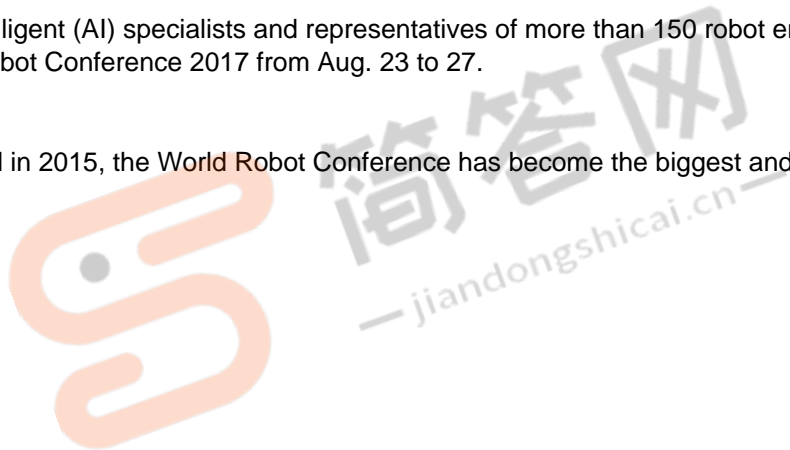 ligent (AI) specialists and representatives of more than 150 robot en
bot Conference 2017 from Aug. 23 to 27.
in 2015, the World Robot Conference has become the biggest and
简答网
jiandongshicai.cn